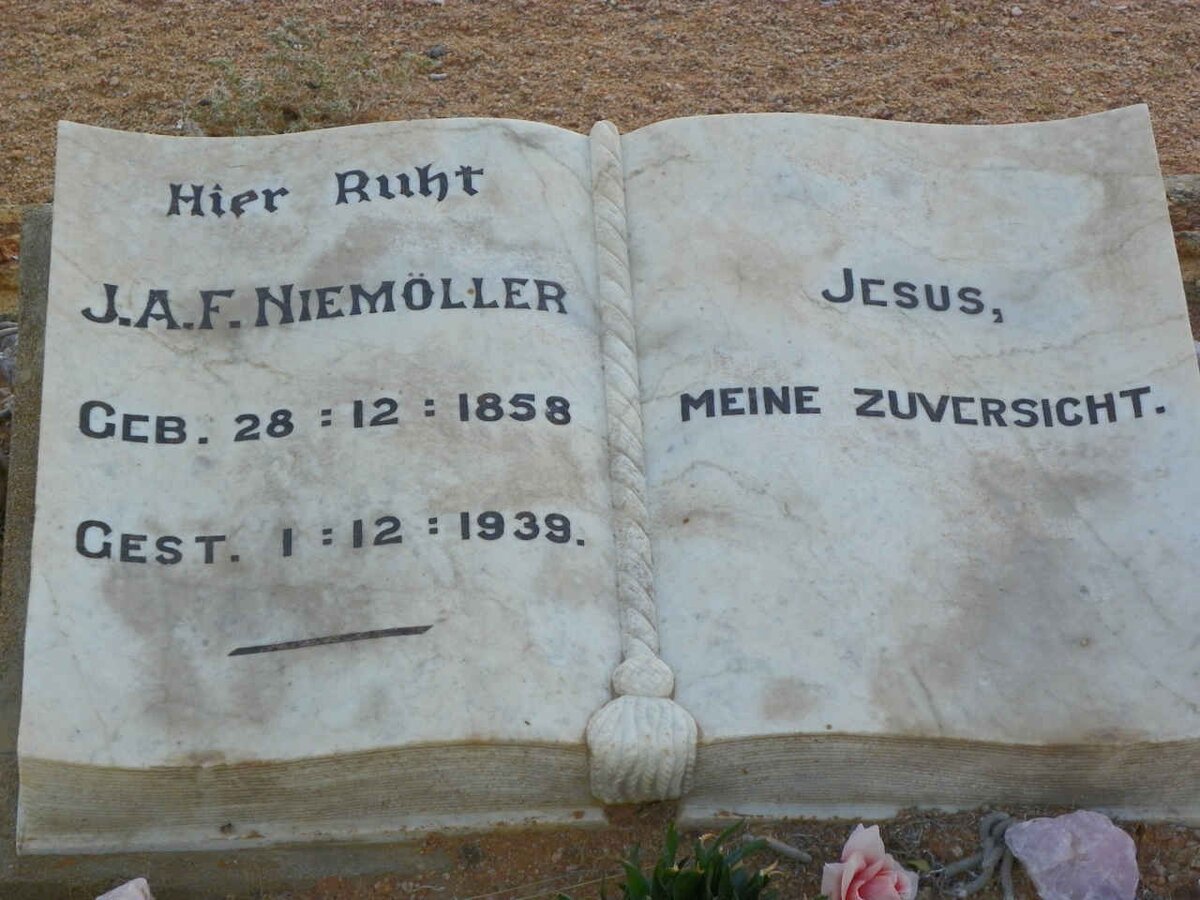 Hier Ruht
J.A.F. NIEMÖLLER
GEB. 28 : 12 : 1858
GEST. 1 : 12 : 1939.
JESUS,
MEINE ZUVERSICHT.